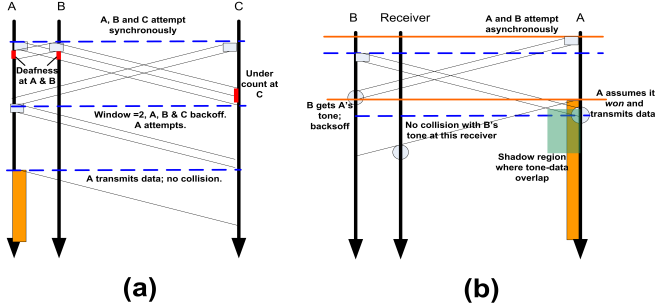 A
B
C
A, B and C attempt
synchronously
Deafness
at A & B
Under
count at
C
Window =2, A, B & C backoff.
A attempts.
A transmits data; no collision.
(a)
B
Receiver
A
A and B attempt
asynchronously
B gets A's
tone;
backoff
A assumes it
won and
transmits data
No collision with B's
tone at this receiver
Shadow region
where tone-data
overlap
(b)